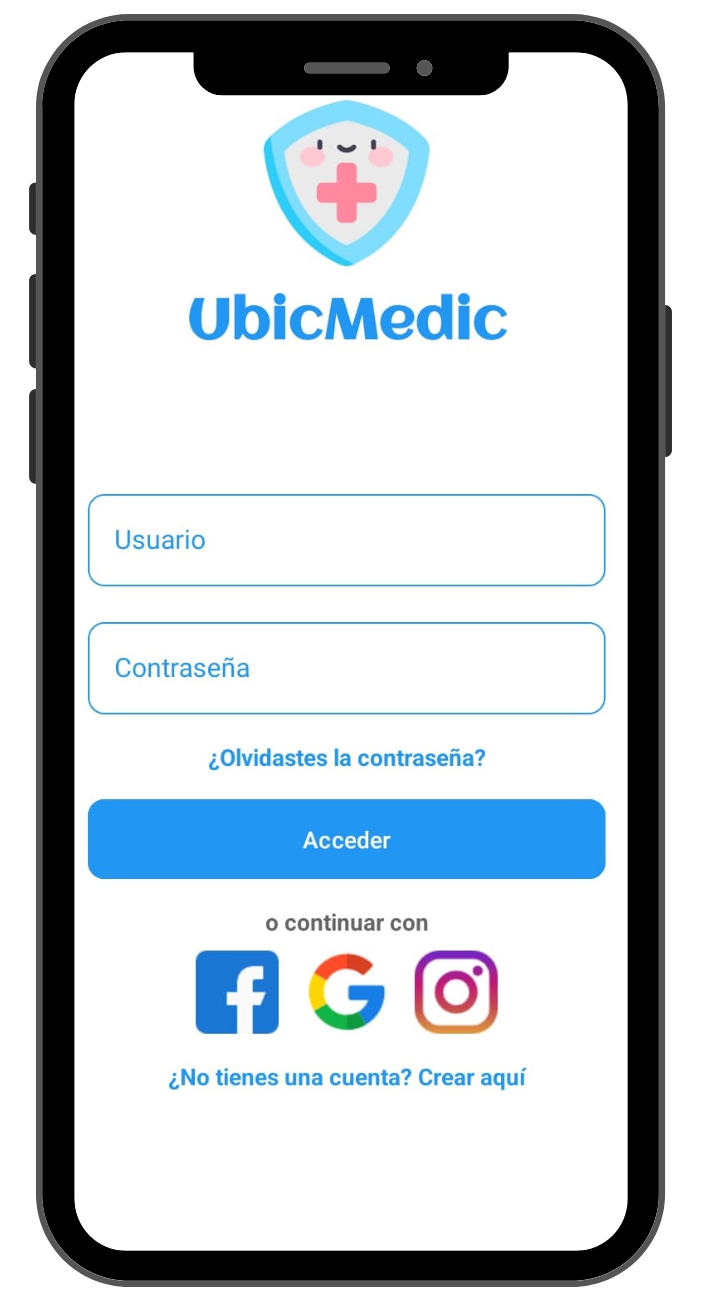 UbicMedic
Usuario
Contraseña
¿Olvidastes la contraseña?
Acceder
o continuar con
¿No tienes una cuenta? Crear aquí